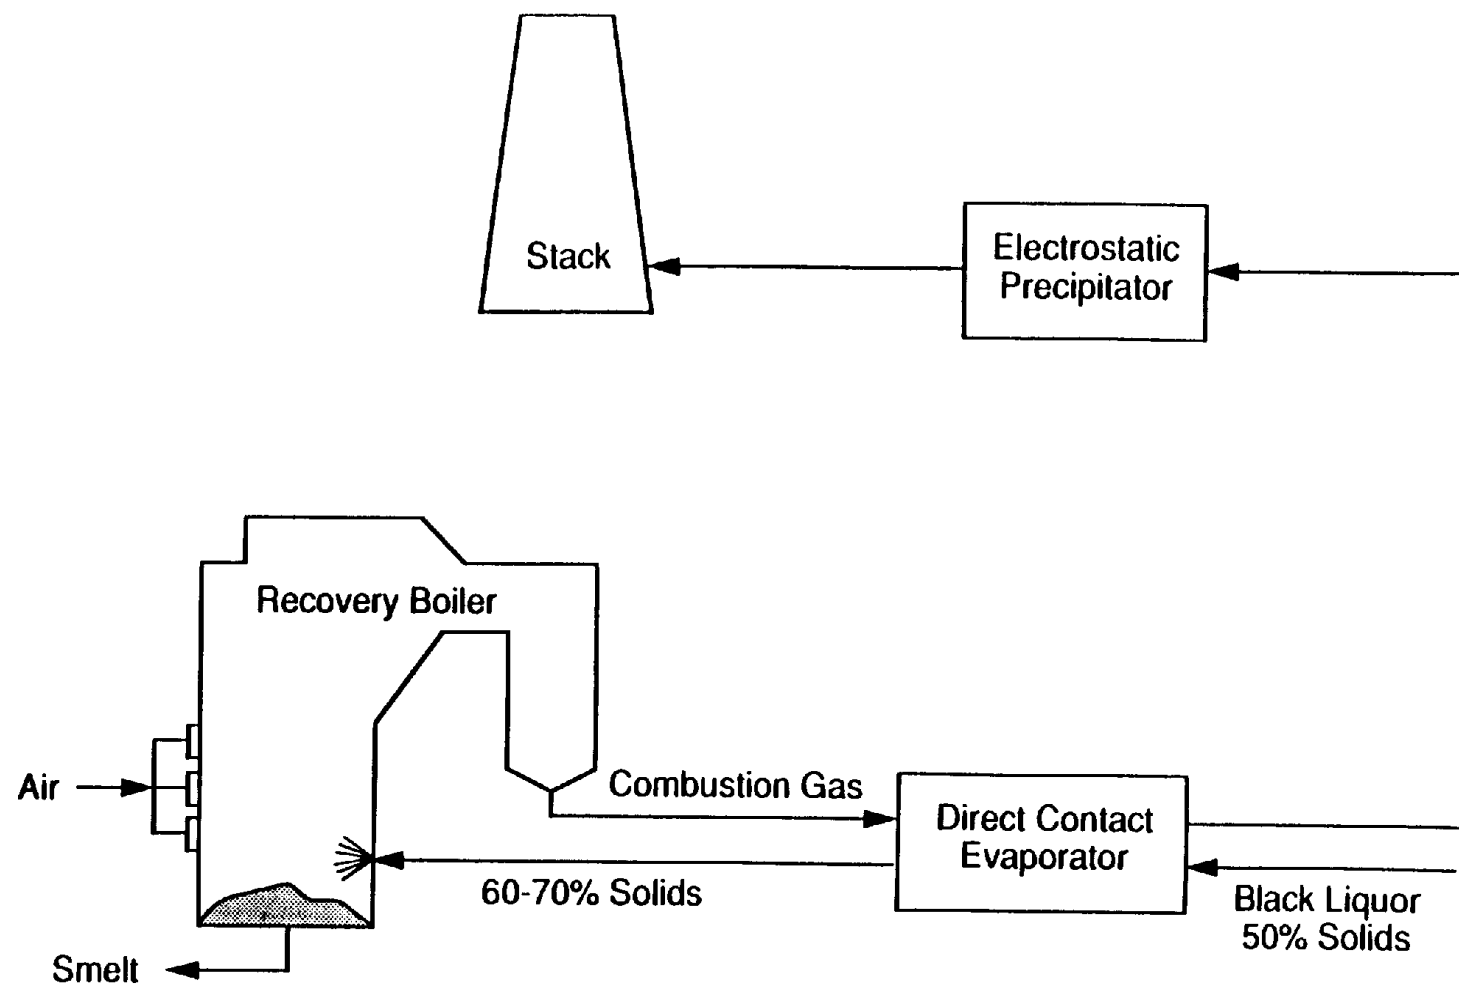 Stack
Electrostatic
Precipitator
Recovery Boiler
Air
Combustion Gas
Direct Contact
Evaporator
60-70% Solids
Black Liquor
50% Solids
Smelt